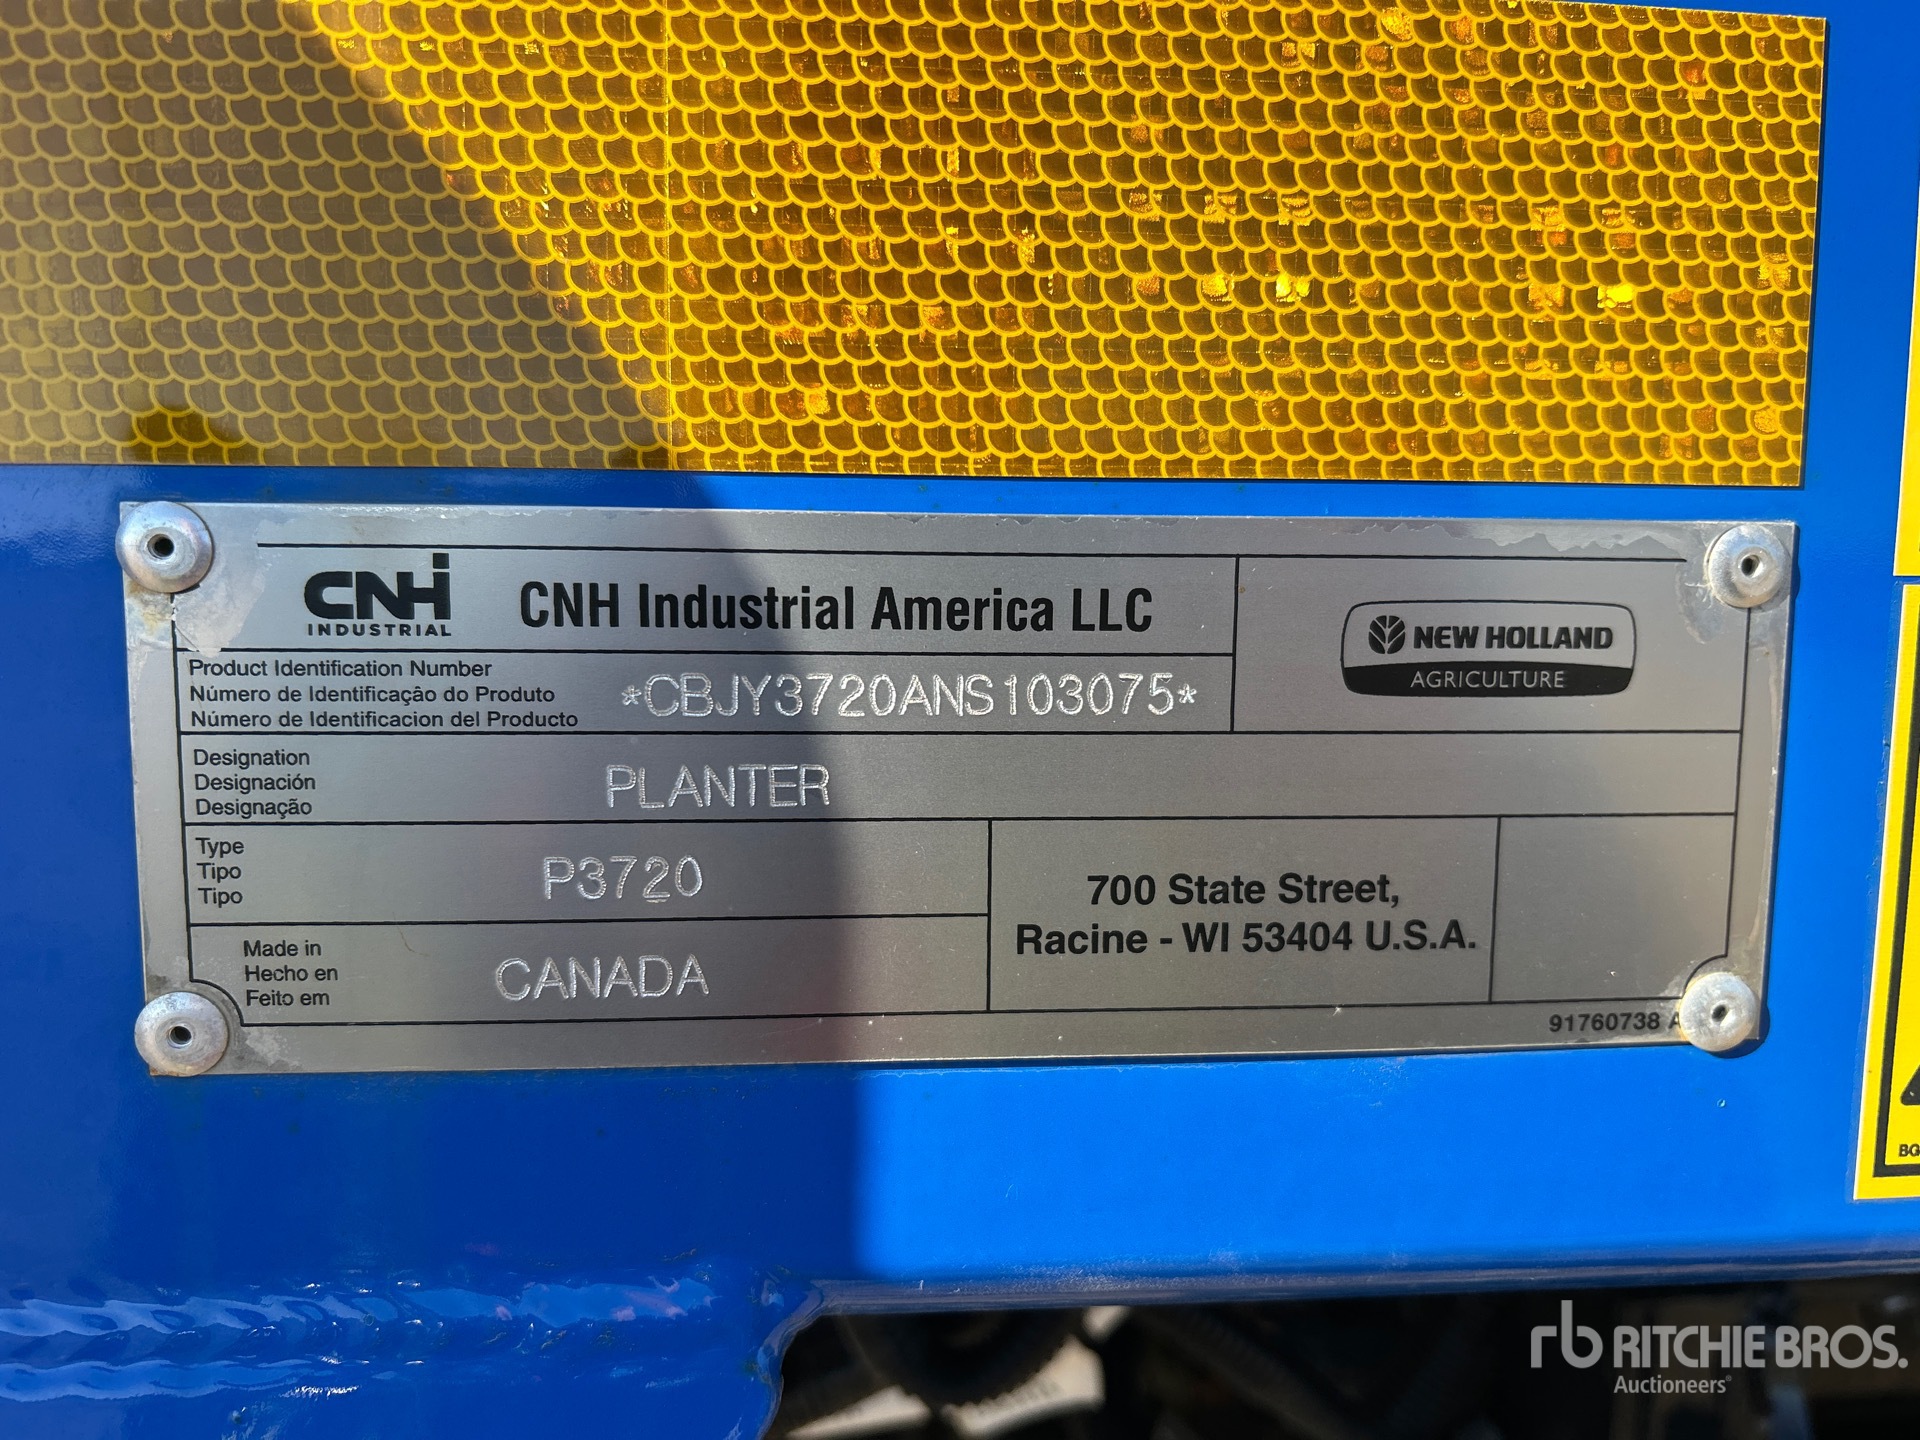 CNH
INDUSTRIAL
CNH Industrial America LLC
NEW HOLLAND
AGRICULTURE
Product Identification Number
Número de Identificação do Produto
Número de Identificacion del Producto
*CBJY3720ANS103075*
Designation
Designación
Designação
PLANTER
Type
Tipo
Tipo
P3720
700 State Street,
Racine - WI 53404 U.S.A.
Made in
Hecho en
Feito em
CANADA
91760738 A
BG
rb RITCHIE BROS.
Auctioneers